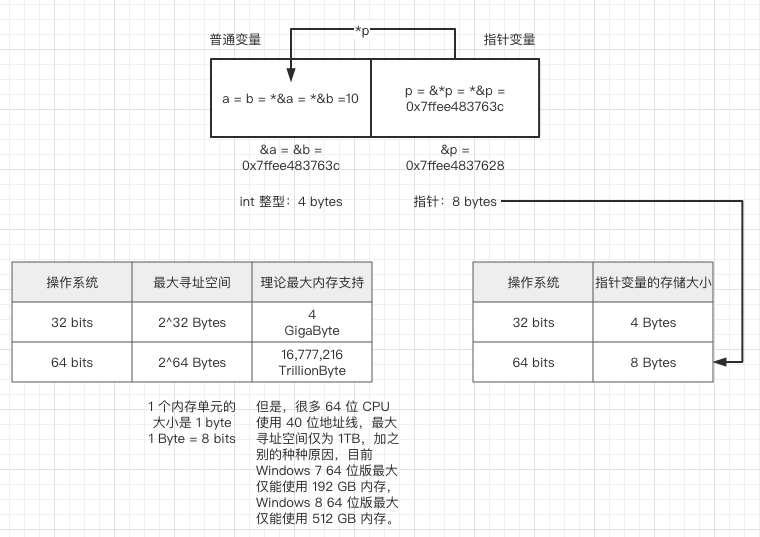 *p
普通变量
指针变量
a = b = *&a = *&b =10
p = &*p = *&p =
0x7ffee483763c
&a = &b =
0x7ffee483763c
&p =
0x7ffee4837628
int 整型：4 bytes
指针：8 bytes
操作系统
最大寻址空间
理论最大内存支持
32 bits
2^32 Bytes
4
GigaByte
64 bits
2^64 Bytes
16,777,216
TrillionByte
操作系统
指针变量的存储大小
32 bits
4 Bytes
64 bits
8 Bytes
1 个内存单元的
大小是 1 byte
1 Byte = 8 bits
但是，很多 64 位 CPU
使用 40 位地址线，最大
寻址空间仅为 1TB，加之
别的种种原因，目前
Windows 7 64 位版最大
仅能使用 192 GB 内存，
Windows 8 64 位版最大
仅能使用 512 GB 内存。